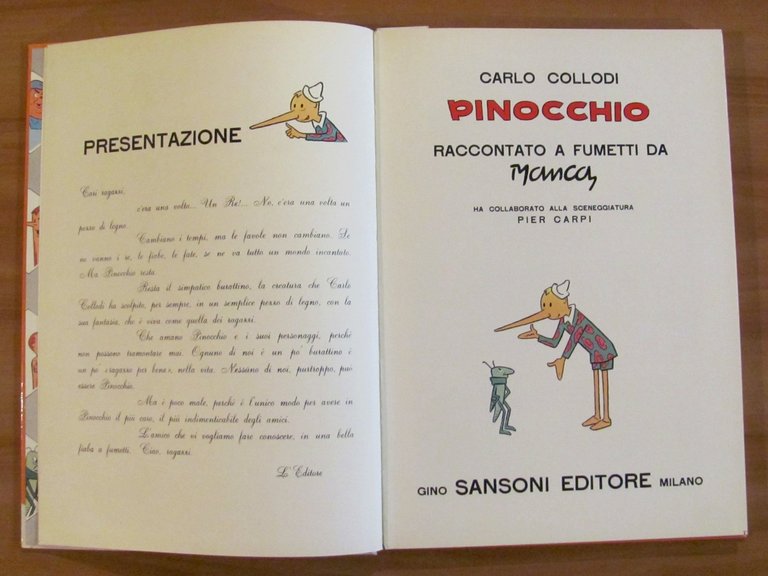 PRESENTAZIONE
Cari ragazzi,
c'era una volta... Un Re!... No, c'era una volta un
pezzo di legno.
Cambiano i tempi, ma le favole non cambiano. Se
ne vanno i re, le fiabe, le fate, se ne va tutto un mondo incantato.
Ma Pinocchio resta.
Resta il simpatico burattino, la creatura che Carlo
Collodi ha scolpito, per sempre, in un semplice pezzo di legno, con la
sua fantasia, che è viva come quella dei ragazzi.
Che amano Pinocchio e i suoi personaggi, perché
non possono tramontare mai. Ognuno di noi è un po' burattino è
un po' «ragazzo per bene», nella vita. Nessuno di noi, purtroppo, può
essere Pinocchio.
Ma è poco male, perché è l'unico modo per avere in
Pinocchio il più caro, il più indimenticabile degli amici.
L'amico che vi vogliamo fare conoscere, in una bella
fiaba a fumetti. Ciao, ragazzi.
L'Editore
CARLO COLLODI
PINOCCHIO
RACCONTATO A FUMETTI DA
Manca
HA COLLABORATO ALLA SCENEGGIATURA
PIER CARPI
GINO SANSONI EDITORE MILANO